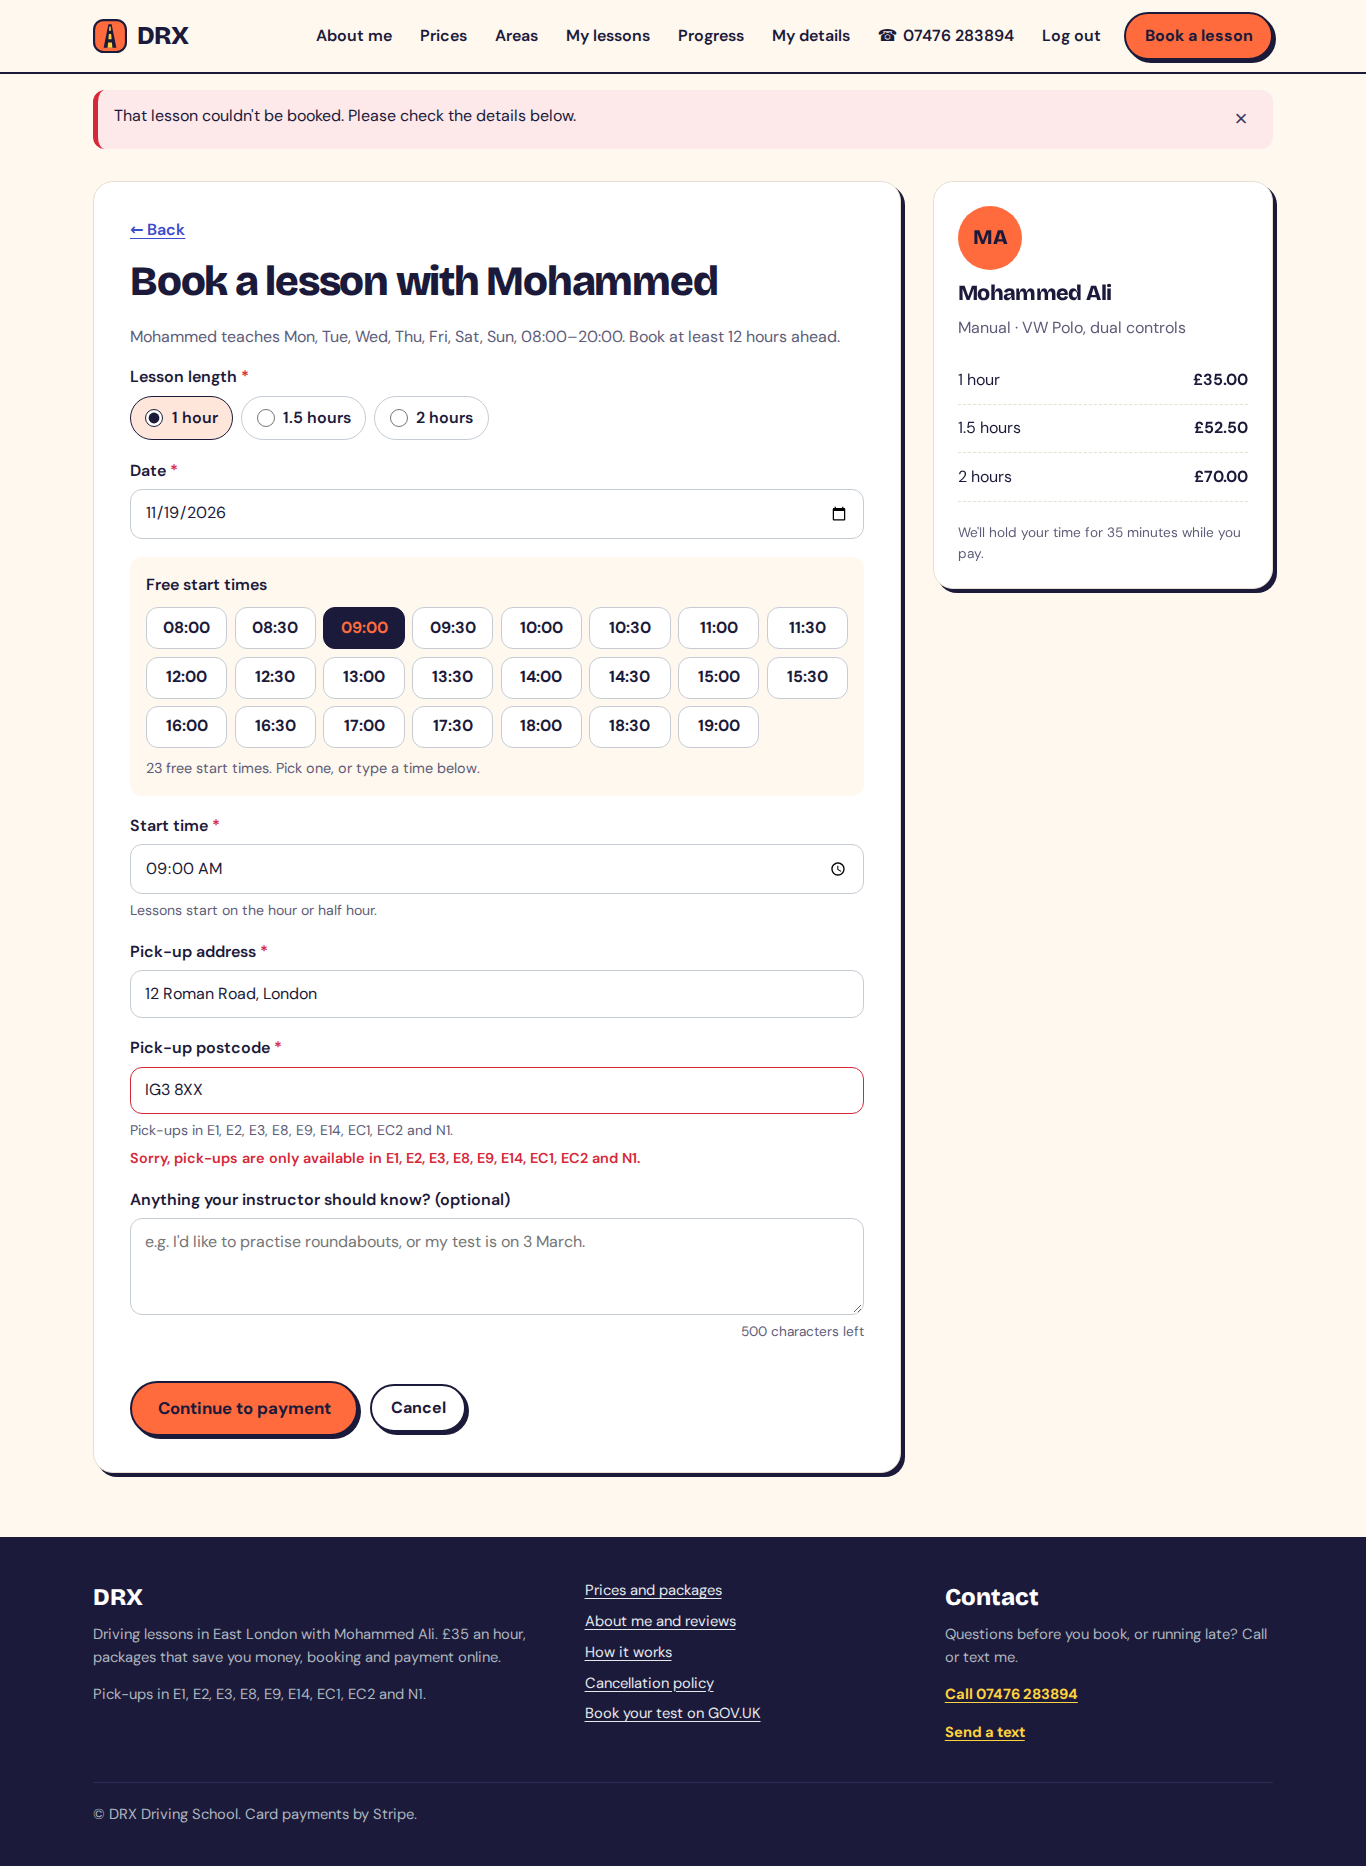 DRX
About me
Prices
Areas
My lessons
Progress
My details
☎ 07476 283894
Log out
Book a lesson
That lesson couldn't be booked. Please check the details below.
×
← Back
Book a lesson with Mohammed
Mohammed teaches Mon, Tue, Wed, Thu, Fri, Sat, Sun, 08:00–20:00. Book at least 12 hours ahead.
Lesson length *
1 hour
1.5 hours
2 hours
Date *
11/19/2026
Free start times
08:00 08:30 09:00 09:30 10:00 10:30 11:00 11:30
12:00 12:30 13:00 13:30 14:00 14:30 15:00 15:30
16:00 16:30 17:00 17:30 18:00 18:30 19:00
23 free start times. Pick one, or type a time below.
Start time *
09:00 AM
Lessons start on the hour or half hour.
Pick-up address *
12 Roman Road, London
Pick-up postcode *
IG3 8XX
Pick-ups in E1, E2, E3, E8, E9, E14, EC1, EC2 and N1.
Sorry, pick-ups are only available in E1, E2, E3, E8, E9, E14, EC1, EC2 and N1.
Anything your instructor should know? (optional)
e.g. I'd like to practise roundabouts, or my test is on 3 March.
500 characters left
Continue to payment
Cancel
MA
Mohammed Ali
Manual · VW Polo, dual controls
1 hour £35.00
1.5 hours £52.50
2 hours £70.00
We'll hold your time for 35 minutes while you
pay.
DRX
Driving lessons in East London with Mohammed Ali. £35 an hour,
packages that save you money, booking and payment online.
Pick-ups in E1, E2, E3, E8, E9, E14, EC1, EC2 and N1.
Prices and packages
About me and reviews
How it works
Cancellation policy
Book your test on GOV.UK
Contact
Questions before you book, or running late? Call
or text me.
Call 07476 283894
Send a text
© DRX Driving School. Card payments by Stripe.